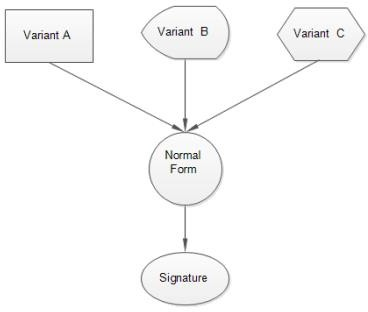 Variant A
Variant B
Variant C
Normal
Form
Signature